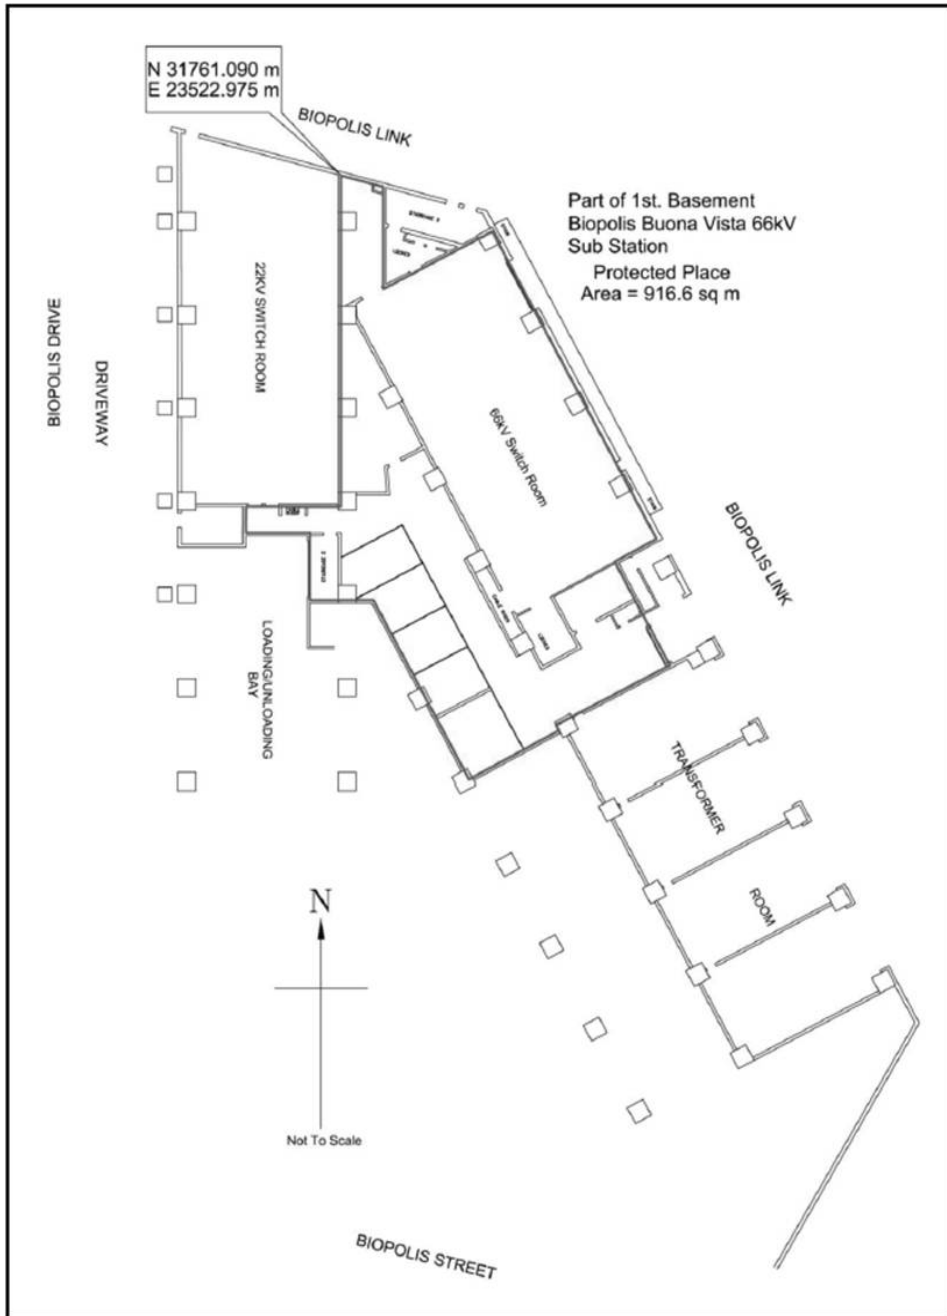 N 31761.090 m
E 23522.975 m
BIOPOLIS LINK
Part of 1st. Basement
Biopolis Buona Vista 66kV
Sub Station
Protected Place
Area = 916.6 sq m
22KV SWITCH ROOM
BIOPOLIS DRIVE
DRIVEWAY
66kV Switch Room
BIOPOLIS LINK
LOADING/UNLOADING
BAY
TRANSFORMER
ROOM
N
Not To Scale
BIOPOLIS STREET